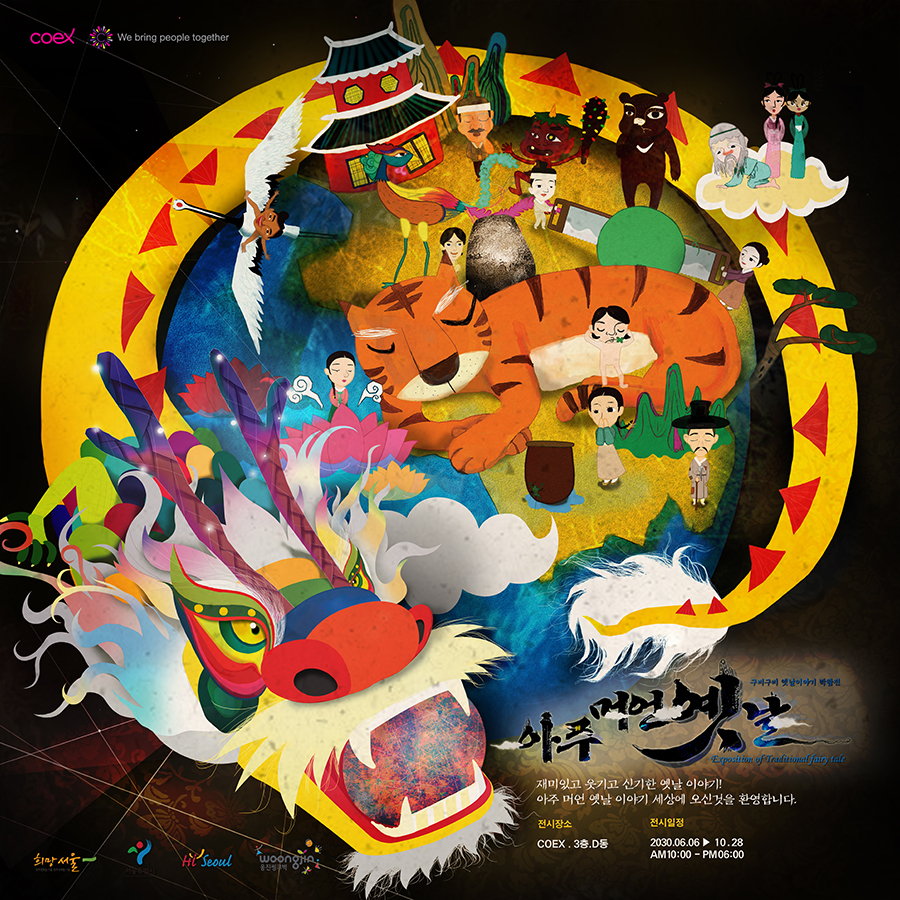 coex
We bring people together
구비구비 옛날이야기 박람선
아주 머언 옛날
Exposition of Traditional fairy tale
재미있고 웃기고 신기한 옛날 이야기!
아주 머언 옛날 이야기 세상에 오신것을 환영합니다.
전시장소
COEX . 3층.D동
전시일정
2030.06.06 ▶ 10. 28
AM10:00 - PM06:00
희망서울
Hi Seoul
woongjin